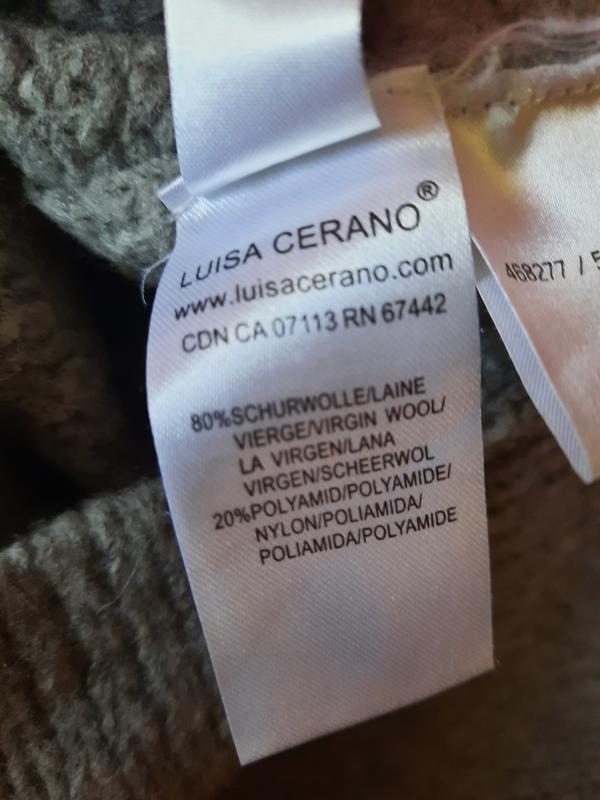 LUISA CERANO®
www.luisacerano.com
CDN CA 07113 RN 67442
80%SCHURWOLLE/LAINE
VIERGE/VIRGIN WOOL/
LA VIRGEN/LANA
VIRGEN/SCHEERWOL
20%POLYAMID/POLYAMIDE/
NYLON/POLIAMIDA/
POLIAMIDA/POLYAMIDE
468277 / 5